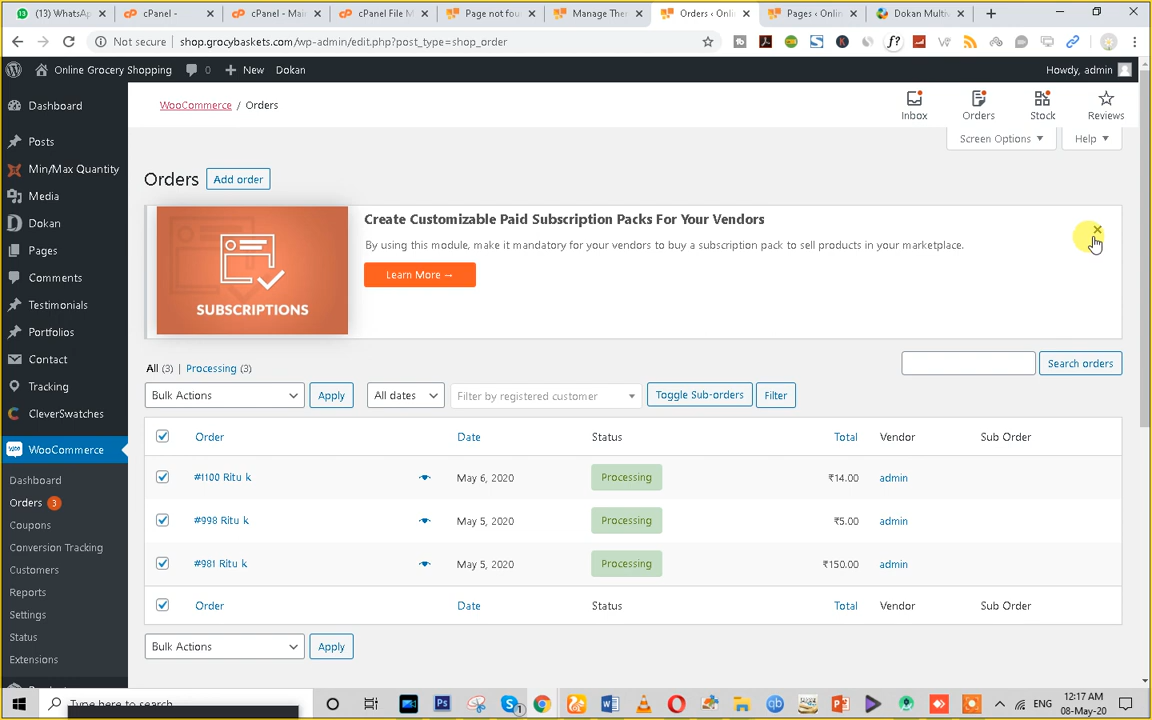 (13) WhatsA
cPanel -
cPanel - Mai
cPanel File M
Page not fou
Manage The
Orders ‹ Onl
Pages ‹ Onlin
Dokan Multi
Not secure
shop.grocybaskets.com/wp-admin/edit.php?post_type=shop_order
Online Grocery Shopping
0
New
Dokan
Howdy, admin
Dashboard
Posts
Min/Max Quantity
Media
Dokan
Pages
Comments
Testimonials
Portfolios
Contact
Tracking
CleverSwatches
WooCommerce
Dashboard
Orders 3
Coupons
Conversion Tracking
Customers
Reports
Settings
Status
Extensions
WooCommerce / Orders
Inbox
Orders
Stock
Reviews
Screen Options
Help
Orders
Add order
SUBSCRIPTIONS
Create Customizable Paid Subscription Packs For Your Vendors
By using this module, make it mandatory for your vendors to buy a subscription pack to sell products in your marketplace.
Learn More →
All (3) | Processing (3)
Search orders
Bulk Actions
Apply
All dates
Filter by registered customer
Toggle Sub-orders
Filter
Order Date Status Total Vendor Sub Order
#1100 Ritu k May 6, 2020 Processing ₹14.00 admin
#998 Ritu k May 5, 2020 Processing ₹5.00 admin
#981 Ritu k May 5, 2020 Processing ₹150.00 admin
Order Date Status Total Vendor Sub Order
Bulk Actions
Apply
Type here to search
ENG
12:17 AM
08-May-20